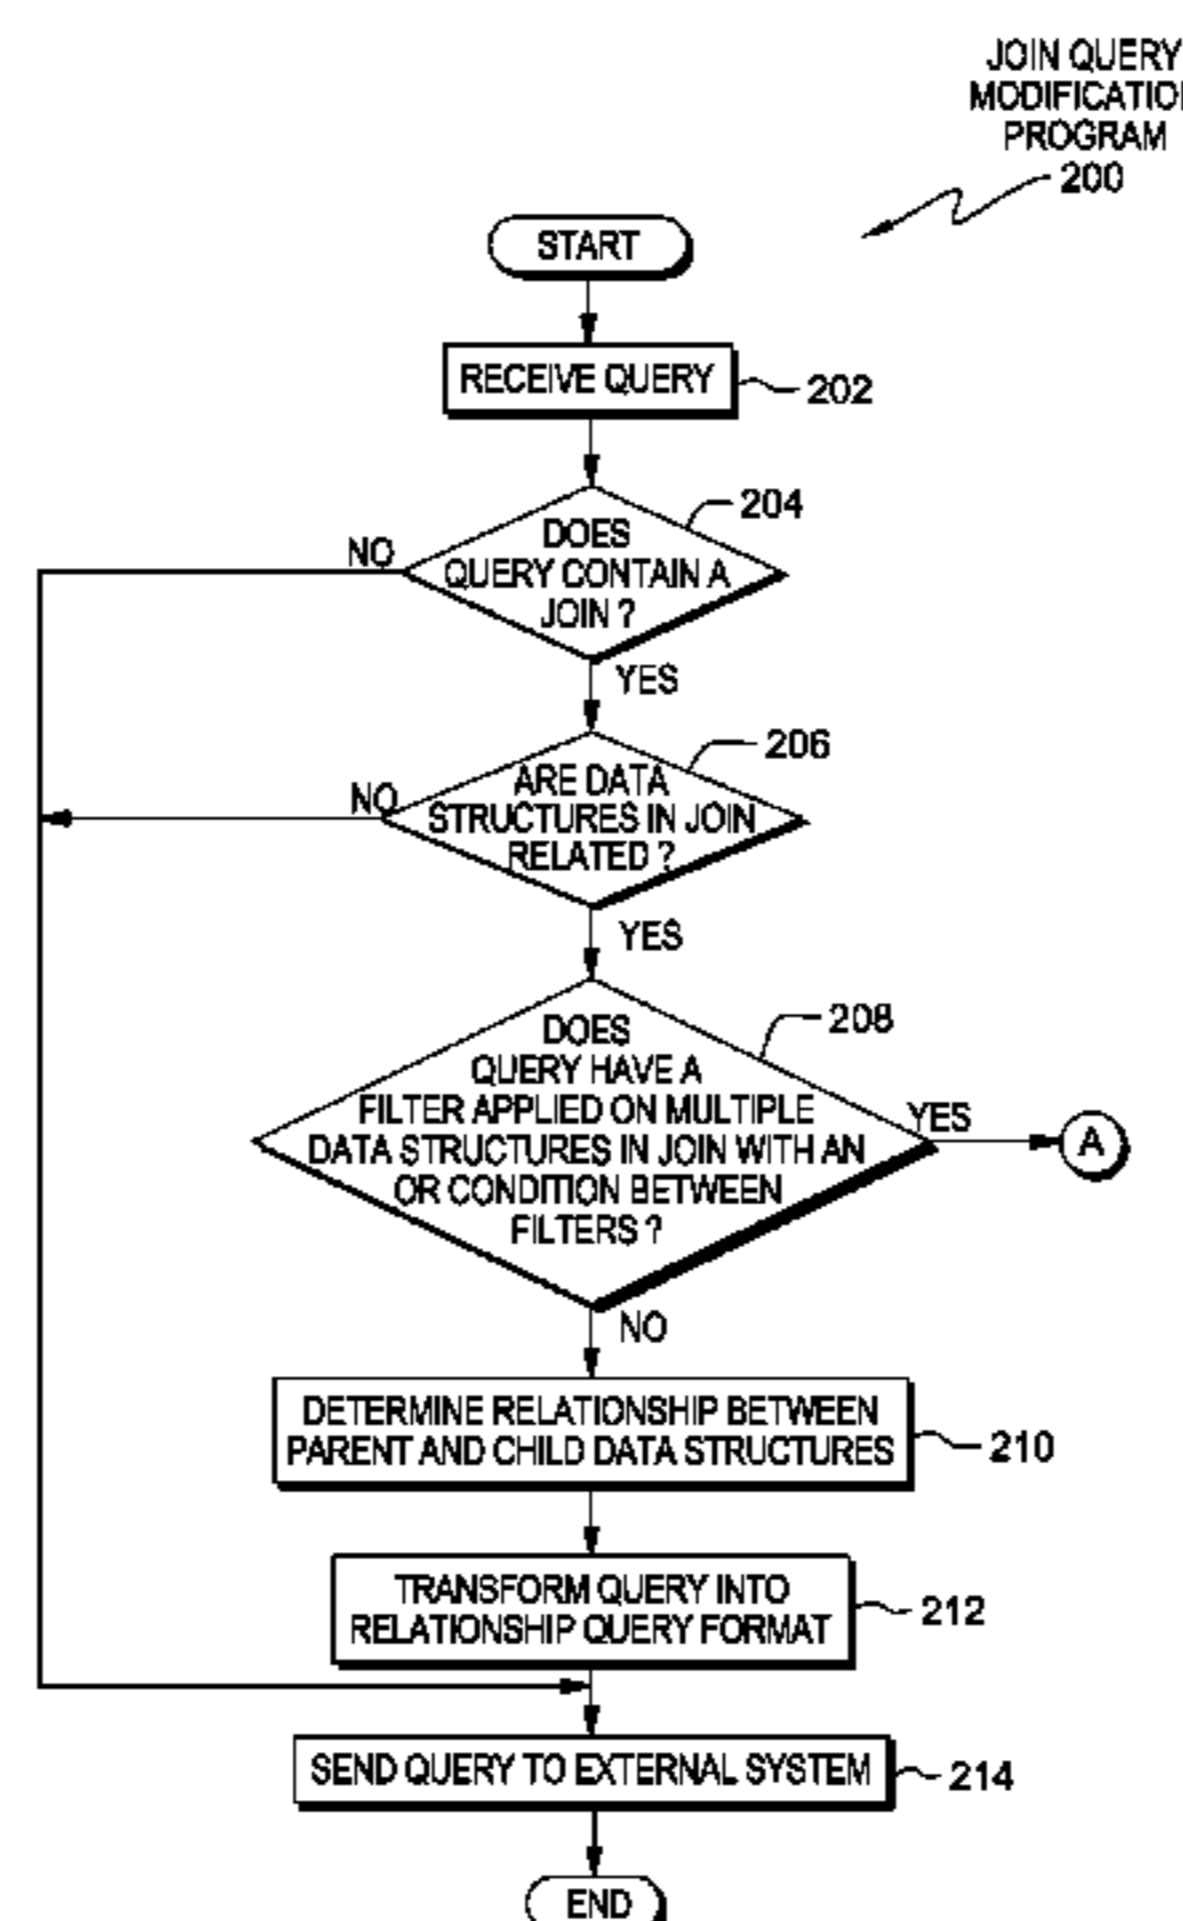 JOIN QUERY
MODIFICATION
PROGRAM
200
START
RECEIVE QUERY
202
204
DOES
QUERY CONTAIN A
JOIN ?
NO
YES
206
ARE DATA
STRUCTURES IN JOIN
RELATED ?
NO
YES
208
DOES
QUERY HAVE A
FILTER APPLIED ON MULTIPLE
DATA STRUCTURES IN JOIN WITH AN
OR CONDITION BETWEEN
FILTERS ?
YES
A
NO
DETERMINE RELATIONSHIP BETWEEN
PARENT AND CHILD DATA STRUCTURES
210
TRANSFORM QUERY INTO
RELATIONSHIP QUERY FORMAT
212
SEND QUERY TO EXTERNAL SYSTEM
214
END